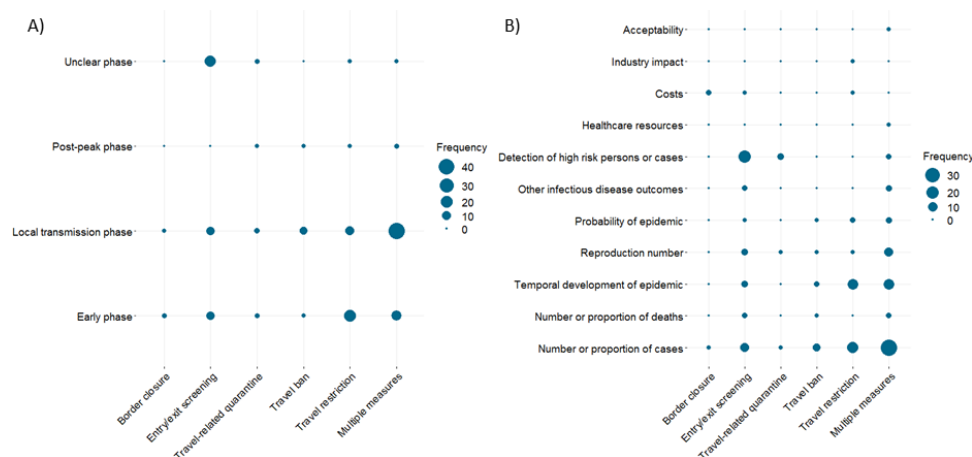 A)
Unclear phase
Post-peak phase
Local transmission phase
Early phase
Border closure
Entry/exit screening
Travel-related quarantine
Travel ban
Travel restriction
Multiple measures
Frequency
40
30
20
10
0
B)
Acceptability
Industry impact
Costs
Healthcare resources
Detection of high risk persons or cases
Other infectious disease outcomes
Probability of epidemic
Reproduction number
Temporal development of epidemic
Number or proportion of deaths
Number or proportion of cases
Border closure
Entry/exit screening
Travel-related quarantine
Travel ban
Travel restriction
Multiple measures
Frequency
30
20
10
0